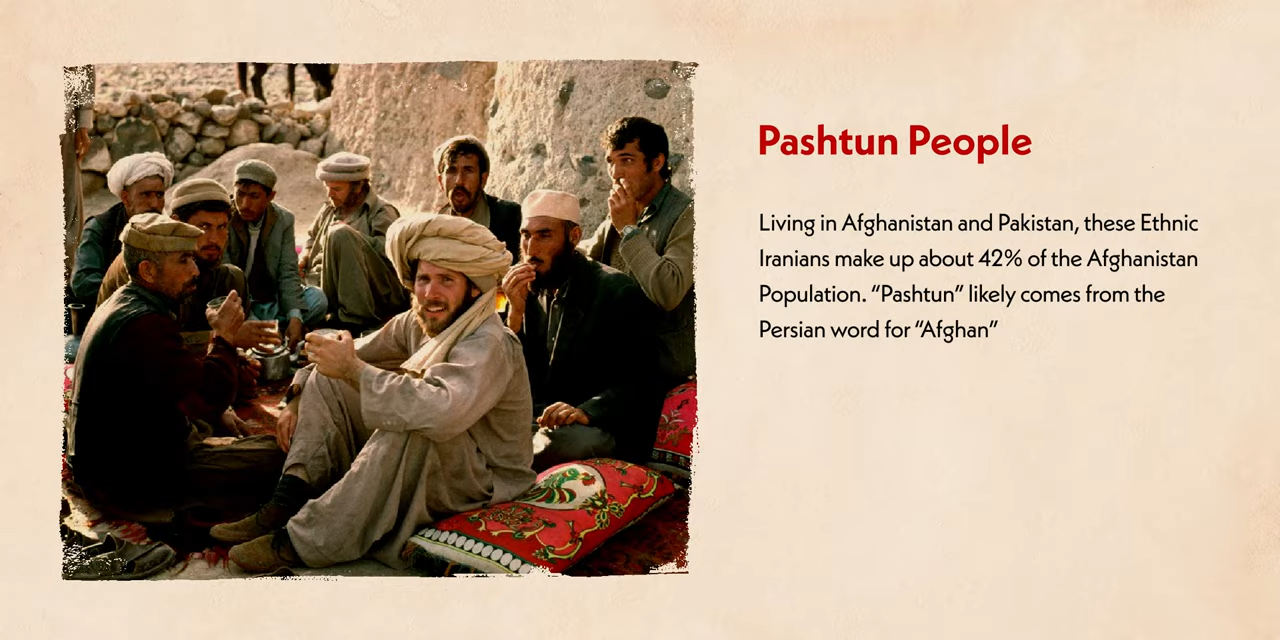 Pashtun People
Living in Afghanistan and Pakistan, these Ethnic
Iranians make up about 42% of the Afghanistan
Population. “Pashtun” likely comes from the
Persian word for “Afghan”